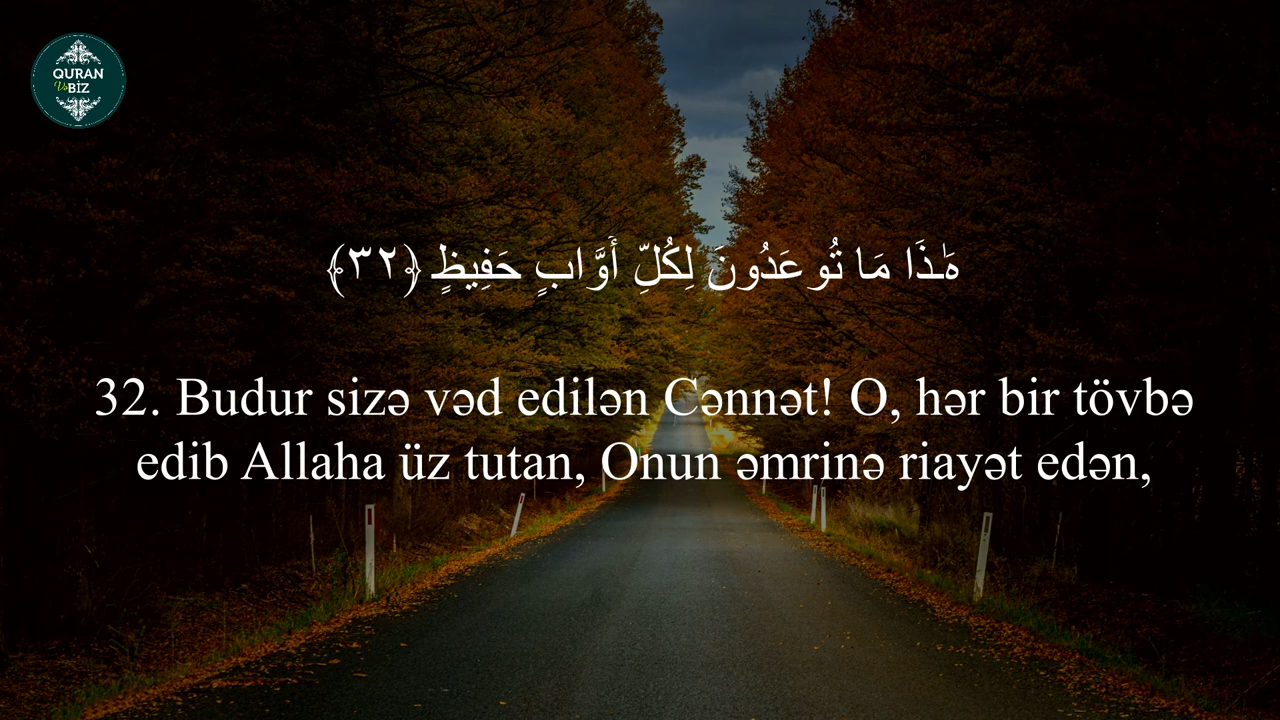 QURAN
Və BİZ
هَـٰذَا مَا تُوعَدُونَ لِكُلِّ أَوَّابٍ حَفِيظٍ ﴿٣٢﴾
32. Budur sizə vəd edilən Cənnət! O, hər bir tövbə
edib Allaha üz tutan, Onun əmrinə riayət edən,